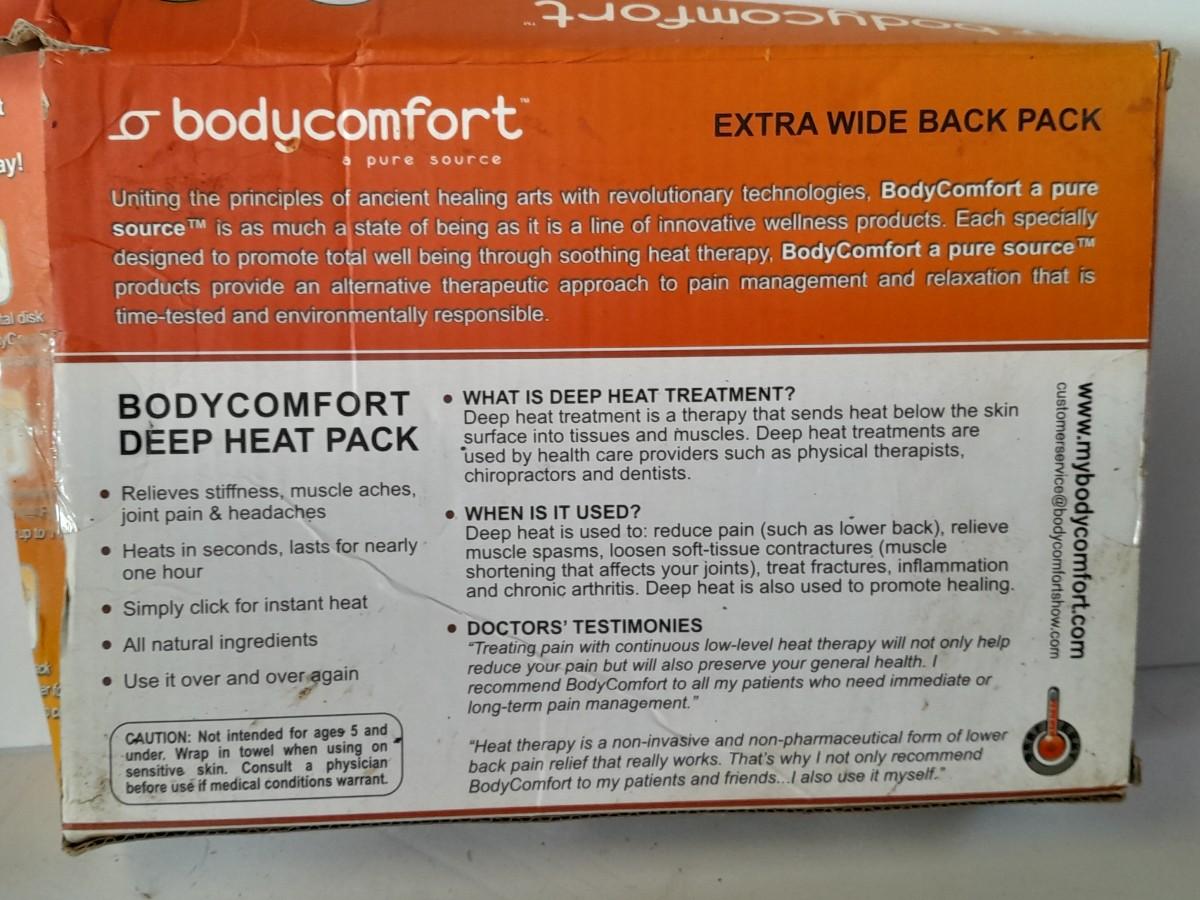 bodycomfort™
bodycomfort™
a pure source
EXTRA WIDE BACK PACK
Uniting the principles of ancient healing arts with revolutionary technologies, BodyComfort a pure
source™ is as much a state of being as it is a line of innovative wellness products. Each specially
designed to promote total well being through soothing heat therapy, BodyComfort a pure source™
products provide an alternative therapeutic approach to pain management and relaxation that is
time-tested and environmentally responsible.
BODYCOMFORT
DEEP HEAT PACK
• Relieves stiffness, muscle aches,
joint pain & headaches
• Heats in seconds, lasts for nearly
one hour
• Simply click for instant heat
• All natural ingredients
• Use it over and over again
CAUTION: Not intended for ages 5 and
under. Wrap in towel when using on
sensitive skin. Consult a physician
before use if medical conditions warrant.
• WHAT IS DEEP HEAT TREATMENT?
Deep heat treatment is a therapy that sends heat below the skin
surface into tissues and muscles. Deep heat treatments are
used by health care providers such as physical therapists,
chiropractors and dentists.
• WHEN IS IT USED?
Deep heat is used to: reduce pain (such as lower back), relieve
muscle spasms, loosen soft-tissue contractures (muscle
shortening that affects your joints), treat fractures, inflammation
and chronic arthritis. Deep heat is also used to promote healing.
• DOCTORS' TESTIMONIES
"Treating pain with continuous low-level heat therapy will not only help
reduce your pain but will also preserve your general health. I
recommend BodyComfort to all my patients who need immediate or
long-term pain management."
"Heat therapy is a non-invasive and non-pharmaceutical form of lower
back pain relief that really works. That's why I not only recommend
BodyComfort to my patients and friends...I also use it myself."
www.mybodycomfort.com
customerservice@bodycomfortshow.com
ay!
disk
up to